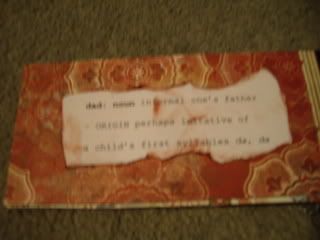 dad: noun informal one's father
- ORIGIN perhaps imitative of
a child's first syllables da, da